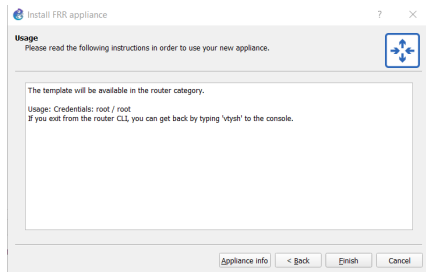 Install FRR appliance
Usage
Please read the following instructions in order to use your new appliance.
The template will be available in the router category.
Usage: Credentials: root / root
If you exit from the router CLI, you can get back by typing 'vtysh' to the console.
Appliance info
< Back
Finish
Cancel